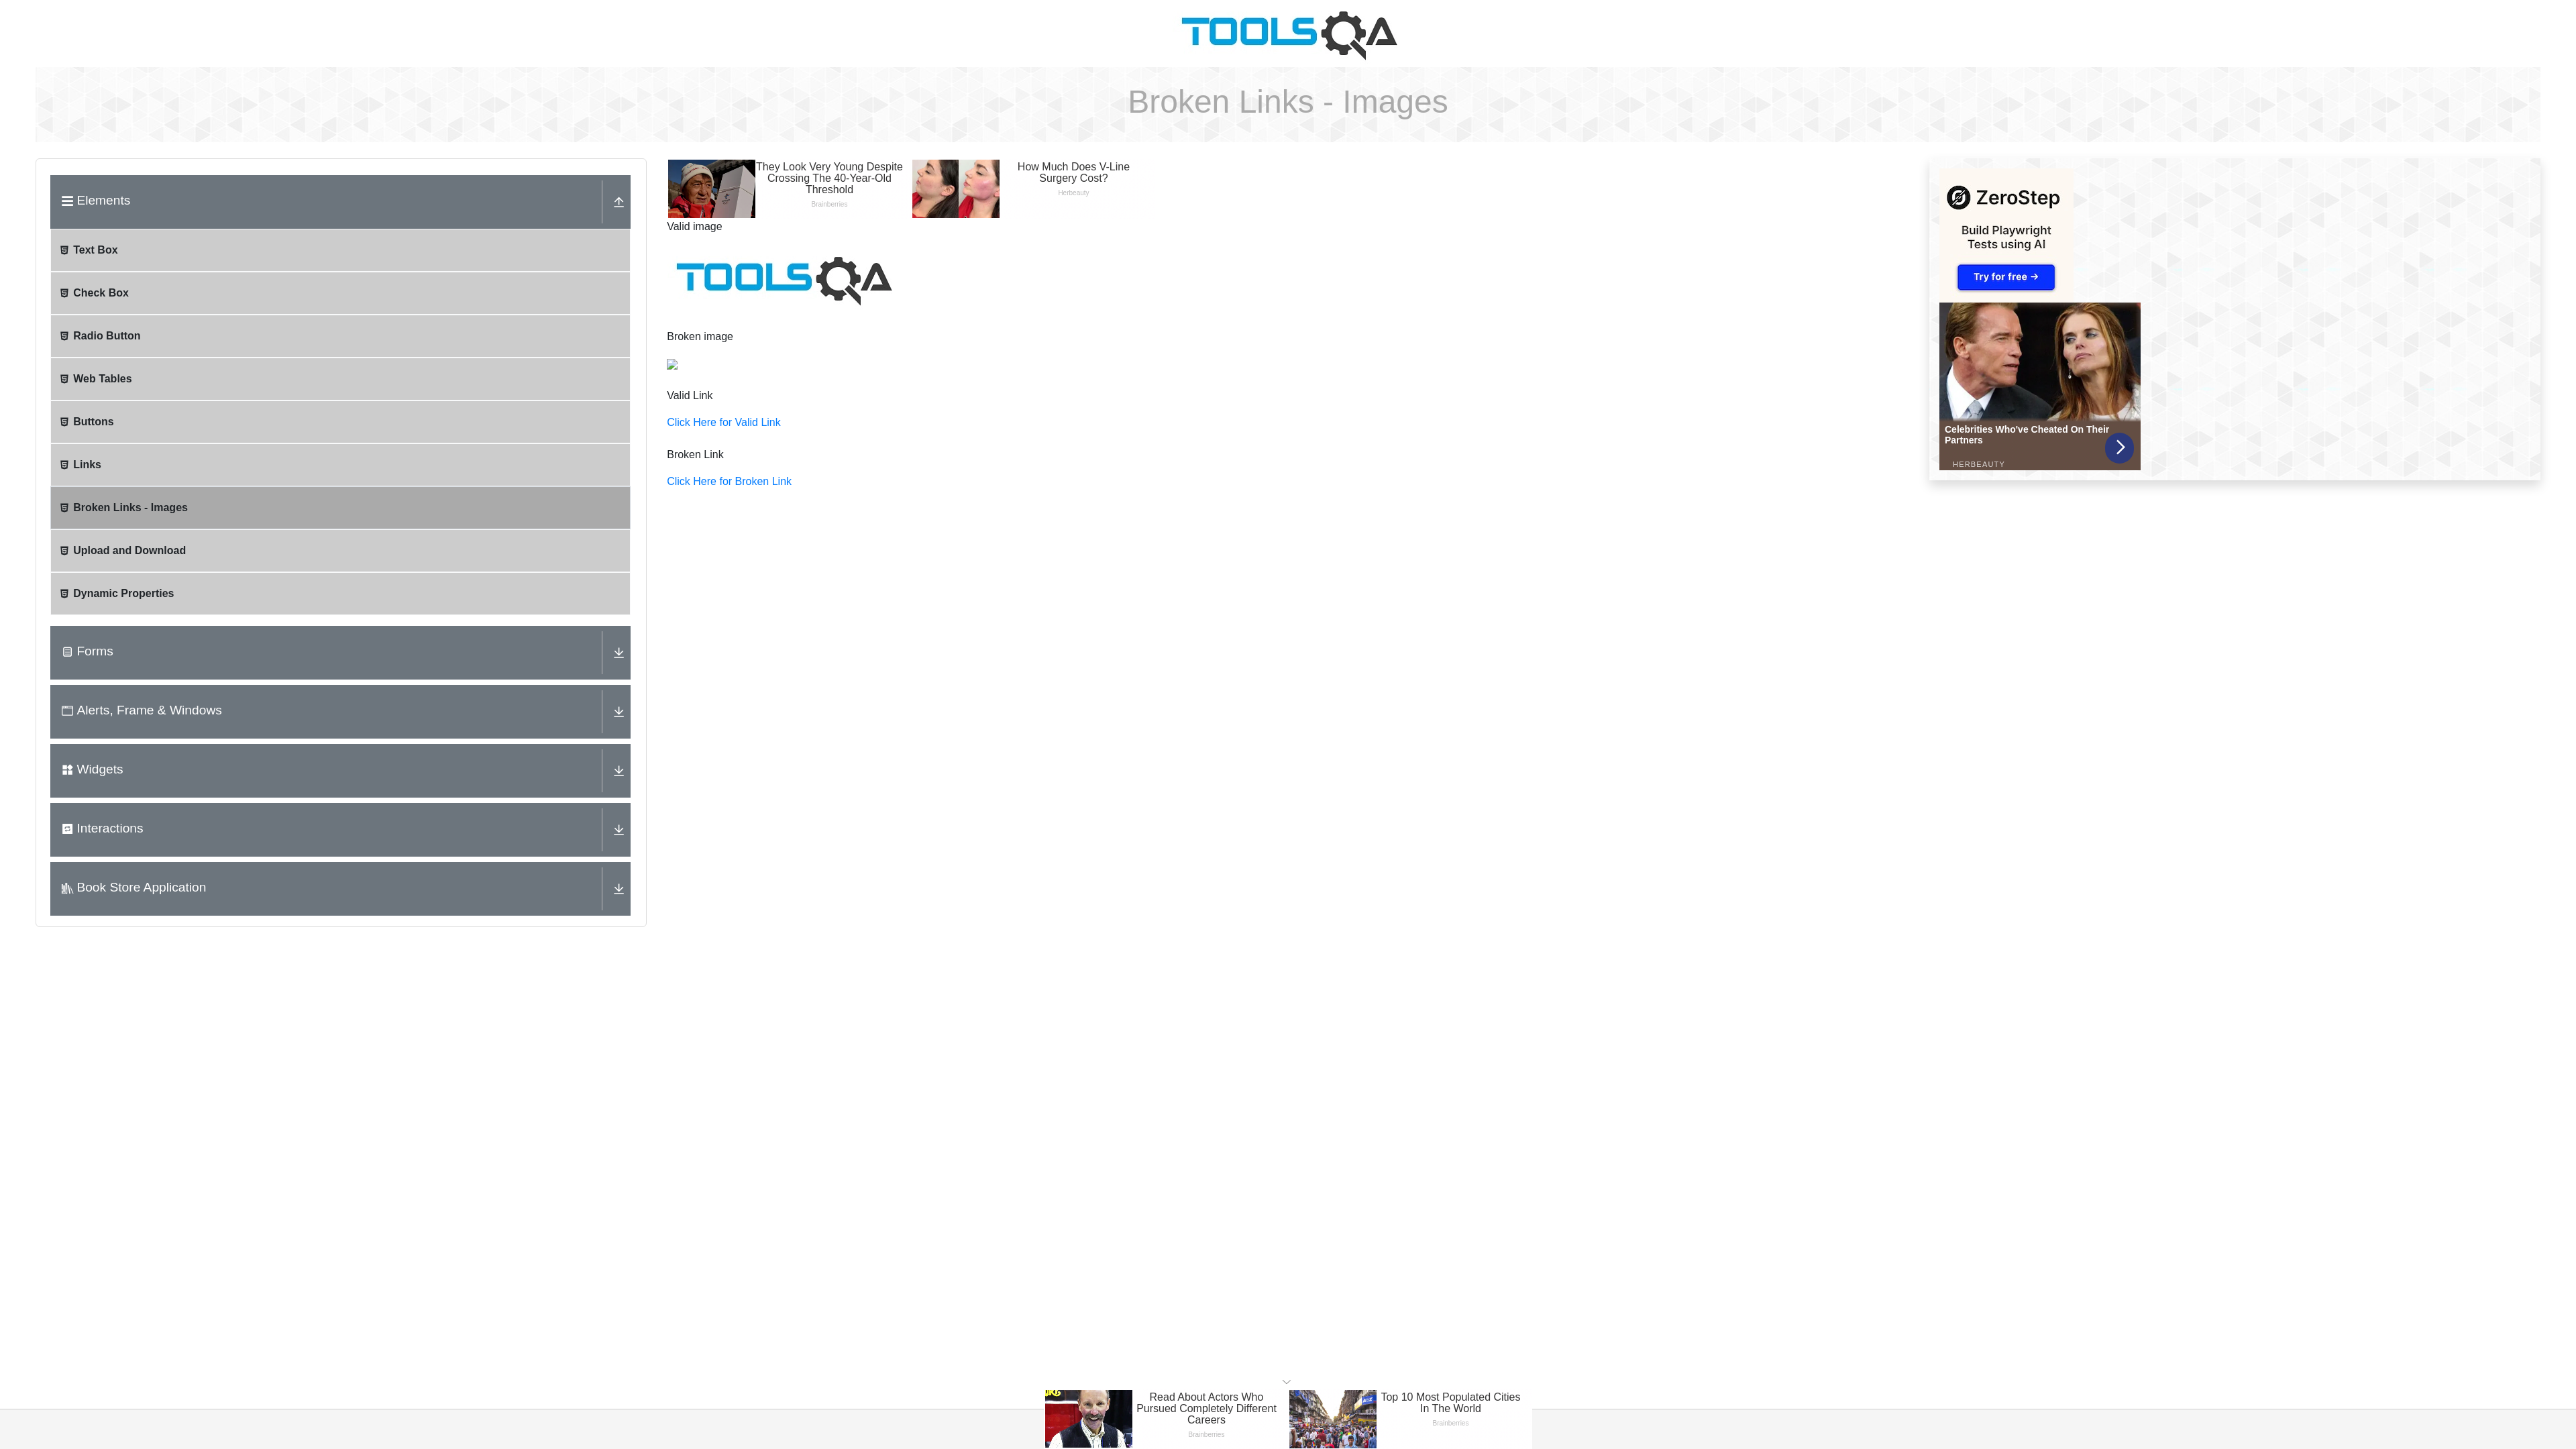 TOOLSQA
Broken Links - Images
Elements
Text Box
Check Box
Radio Button
Web Tables
Buttons
Links
Broken Links - Images
Upload and Download
Dynamic Properties
Forms
Alerts, Frame & Windows
Widgets
Interactions
Book Store Application
They Look Very Young Despite
Crossing The 40-Year-Old
Threshold
Brainberries
How Much Does V-Line
Surgery Cost?
Herbeauty
Valid image
TOOLSQA
Broken image
Valid Link
Click Here for Valid Link
Broken Link
Click Here for Broken Link
ZeroStep
Build Playwright
Tests using AI
Try for free →
Celebrities Who've Cheated On Their
Partners
HERBEAUTY
Read About Actors Who
Pursued Completely Different
Careers
Brainberries
Top 10 Most Populated Cities
In The World
Brainberries